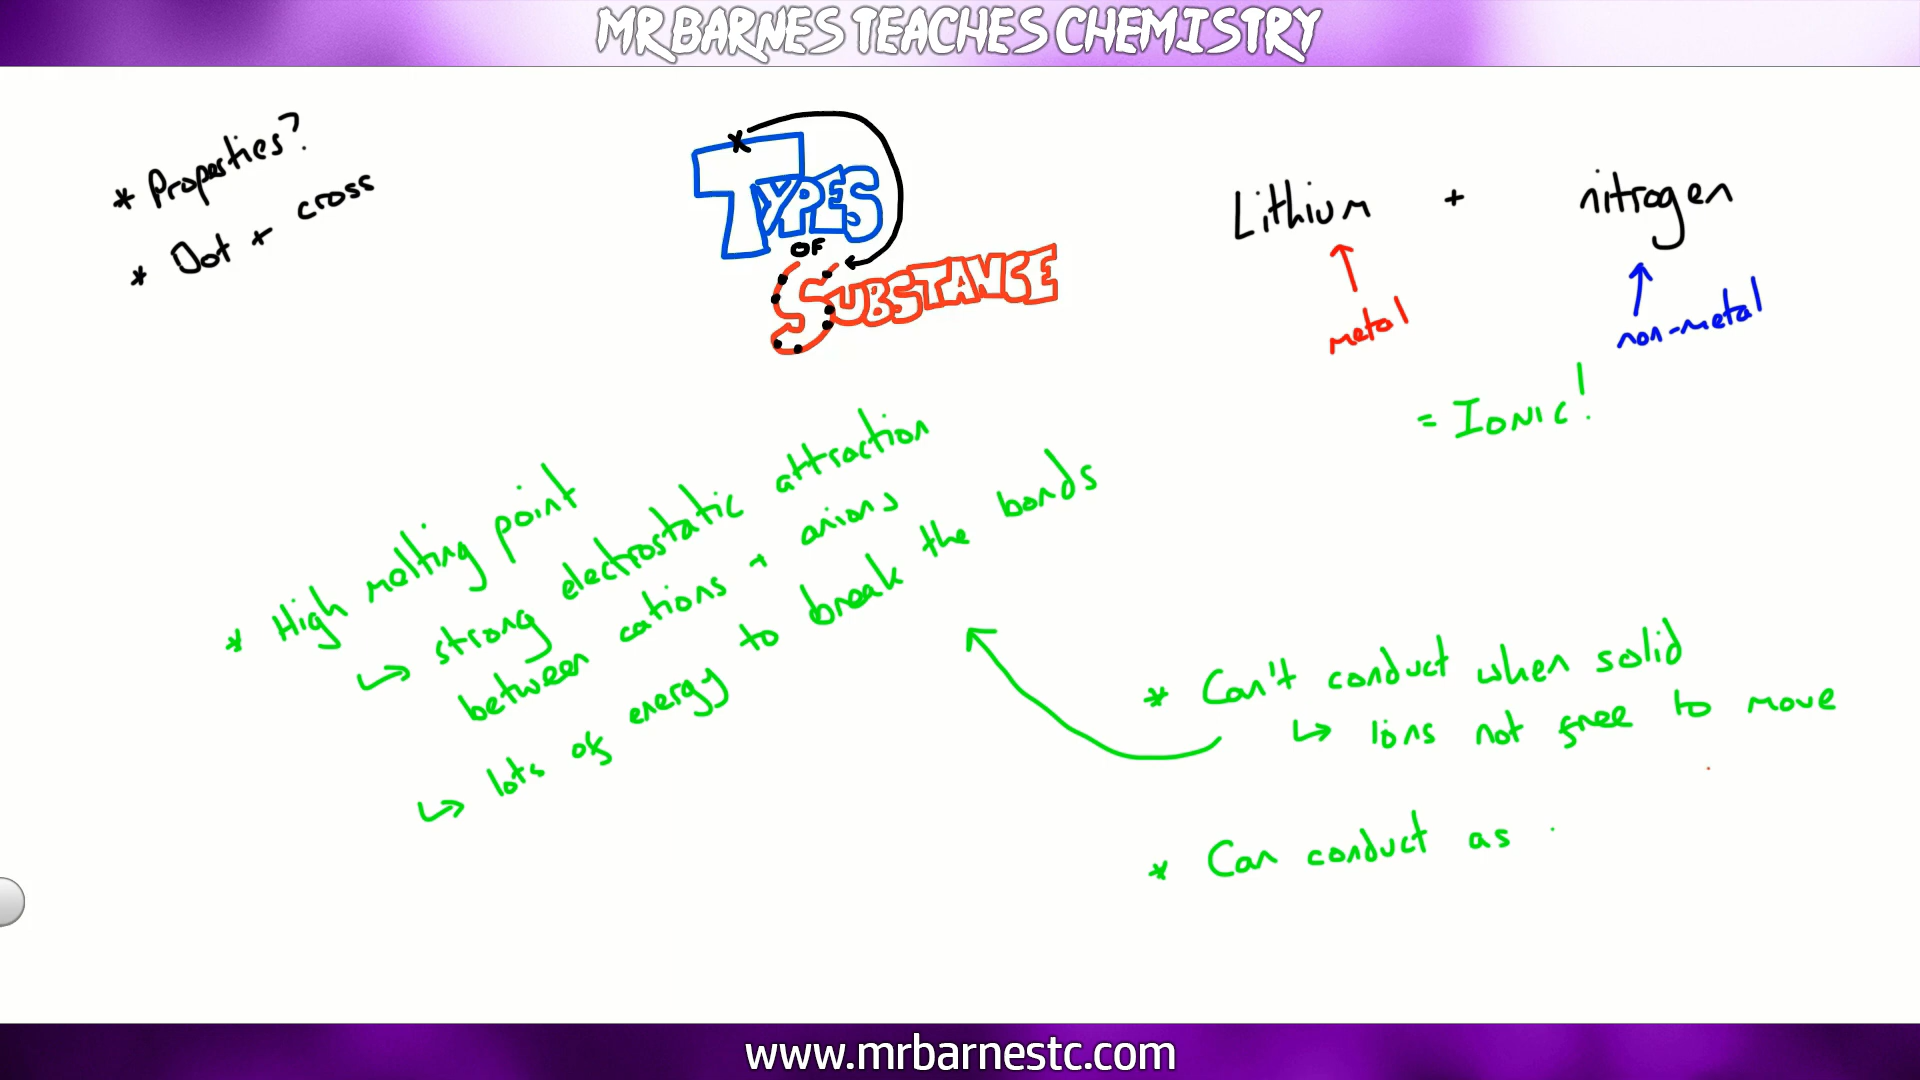 MR BARNES TEACHES CHEMISTRY
* Properties?
* Dot + cross
TYPES
OF
SUBSTANCE
Lithium + nitrogen
metal
non-metal
= IONIC!
* High melting point
↳ strong electrostatic attraction
between cations + anions
↳ lots of energy to break the bonds
* Can't conduct when solid
↳ ions not free to move
* Can conduct as
www.mrbarnestc.com